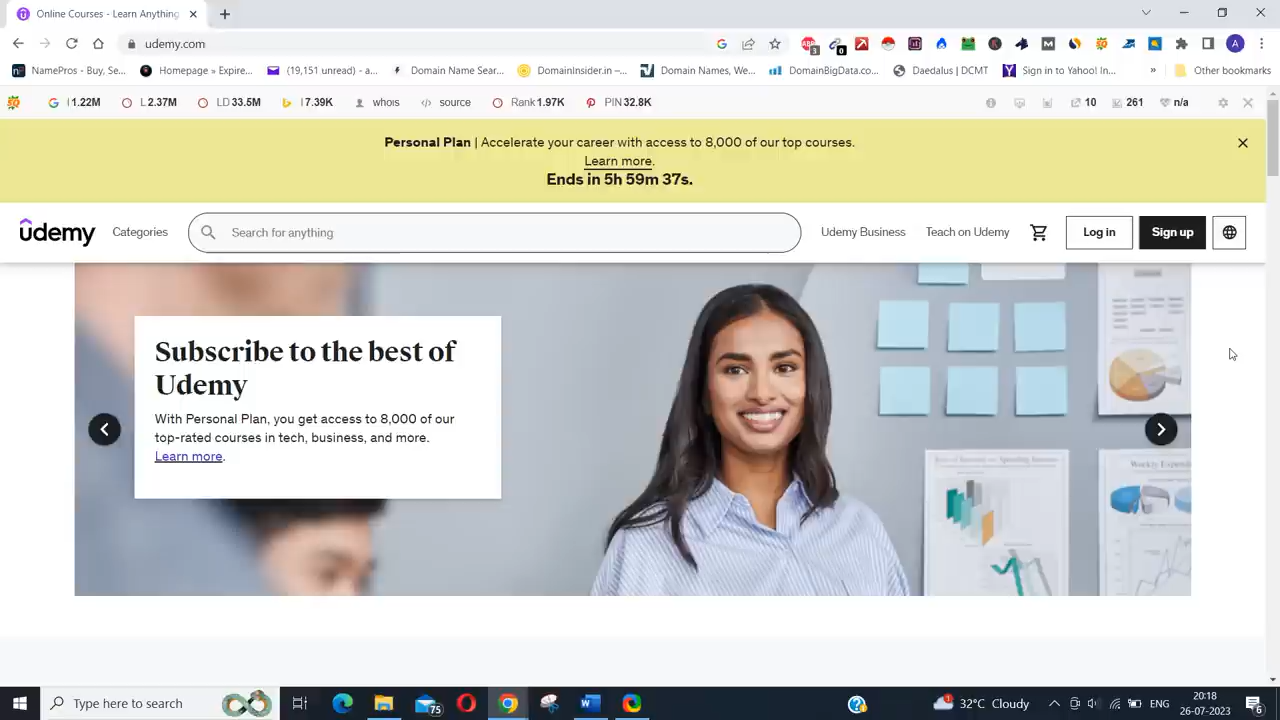 Online Courses - Learn Anything
udemy.com
NamePros - Buy, Se...
Homepage » Expire...
(19,151 unread) - a...
Domain Name Sear...
DomainInsider.in –...
Domain Names, We...
DomainBigData.co...
Daedalus | DCMT
Sign in to Yahoo! In...
»
Other bookmarks
I 1.22M
L 2.37M
LD 33.5M
I 7.39K
whois
source
Rank 1.97K
PIN 32.8K
10
261
n/a
Personal Plan | Accelerate your career with access to 8,000 of our top courses.
Learn more.
Ends in 5h 59m 37s.
udemy
Categories
Search for anything
Udemy Business
Teach on Udemy
Log in
Sign up
Subscribe to the best of
Udemy
With Personal Plan, you get access to 8,000 of our
top-rated courses in tech, business, and more.
Learn more.
Weekly Expend
Type here to search
75
32°C Cloudy
ENG
20:18
26-07-2023
6